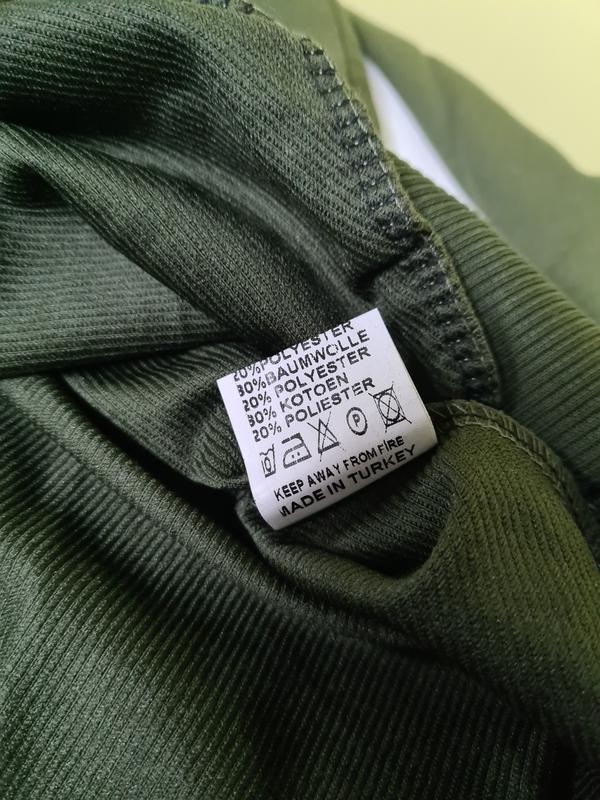 20%POLYESTER
80%BAUMWOLLE
20% POLYESTER
80% KOTOEN
20% POLIESTER
P
KEEP AWAY FROM FIRE
MADE IN TURKEY